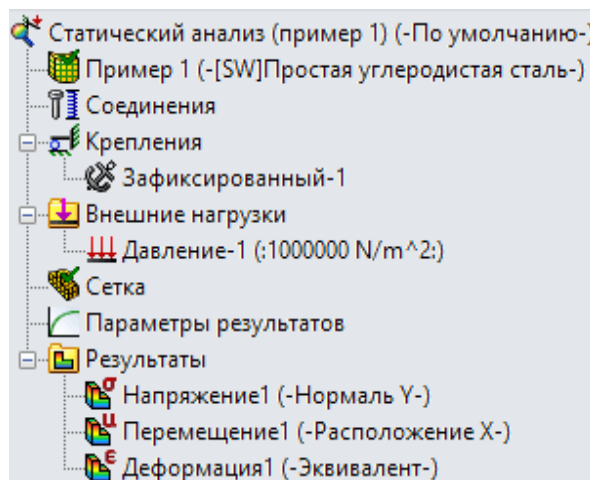 Статический анализ (пример 1) (-По умолчанию-)
Пример 1 (-[SW]Простая углеродистая сталь-)
Соединения
Крепления
Зафиксированный-1
Внешние нагрузки
Давление-1 (:1000000 N/m^2:)
Сетка
Параметры результатов
Результаты
σ Напряжение1 (-Нормаль Y-)
u Перемещение1 (-Расположение X-)
ε Деформация1 (-Эквивалент-)